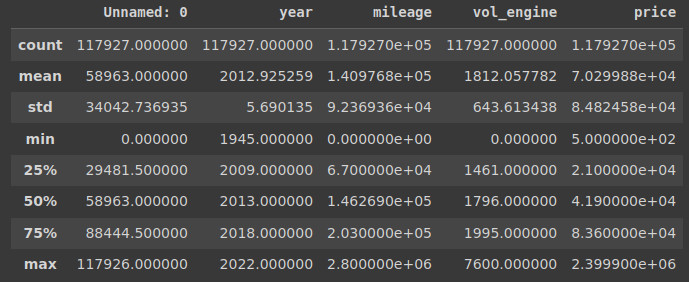 Unnamed: 0 year mileage vol_engine price
count 117927.000000 117927.000000 1.179270e+05 117927.000000 1.179270e+05
mean 58963.000000 2012.925259 1.409768e+05 1812.057782 7.029988e+04
std 34042.736935 5.690135 9.236936e+04 643.613438 8.482458e+04
min 0.000000 1945.000000 0.000000e+00 0.000000 5.000000e+02
25% 29481.500000 2009.000000 6.700000e+04 1461.000000 2.100000e+04
50% 58963.000000 2013.000000 1.462690e+05 1796.000000 4.190000e+04
75% 88444.500000 2018.000000 2.030000e+05 1995.000000 8.360000e+04
max 117926.000000 2022.000000 2.800000e+06 7600.000000 2.399900e+06